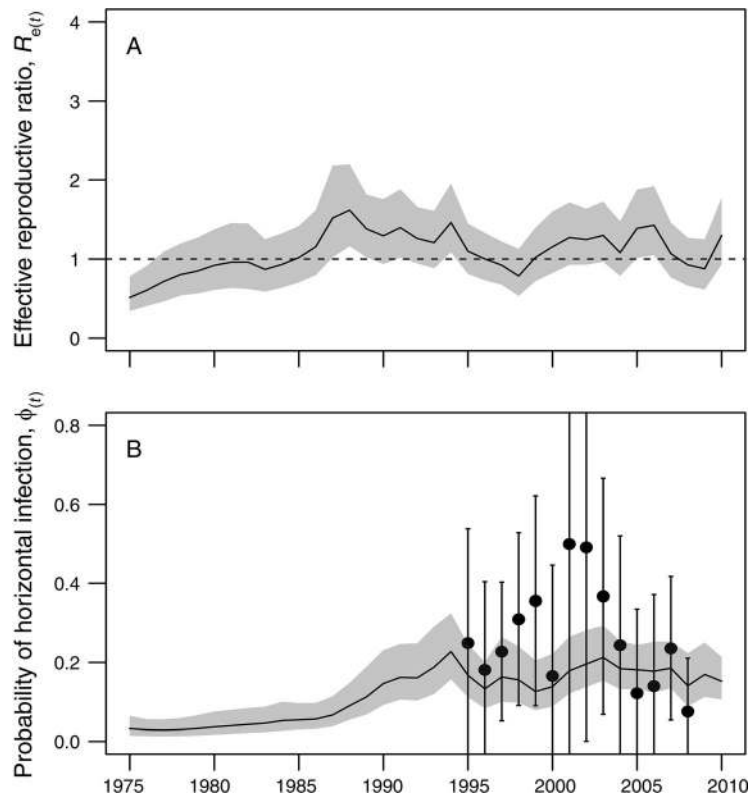 Effective reproductive ratio, Re(t)
A
4
3
2
1
0
Probability of horizontal infection, ϕ(t)
B
0.8
0.6
0.4
0.2
0.0
1975 1980 1985 1990 1995 2000 2005 2010